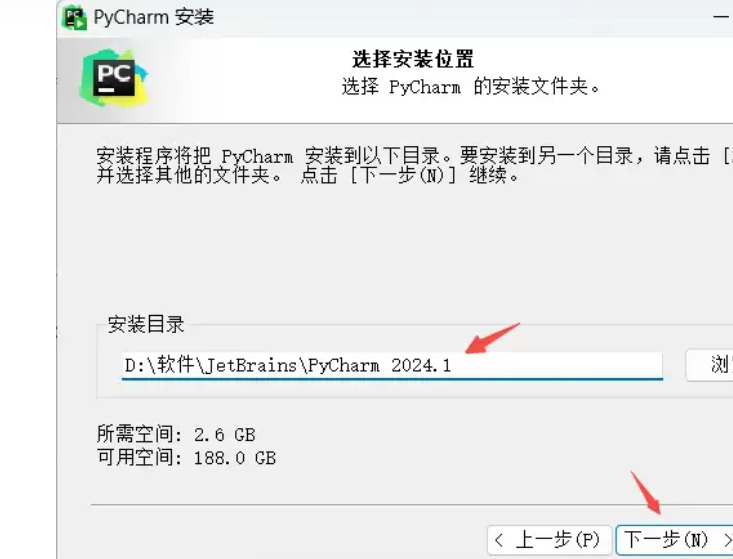 PyCharm 安装
PC
选择安装位置
选择 PyCharm 的安装文件夹。
安装程序将把 PyCharm 安装到以下目录。要安装到另一个目录，请点击 [
并选择其他的文件夹。 点击 [下一步(N)] 继续。
安装目录
D:\软件\JetBrains\PyCharm 2024.1
浏
所需空间: 2.6 GB
可用空间: 188.0 GB
< 上一步(P)
下一步(N) >